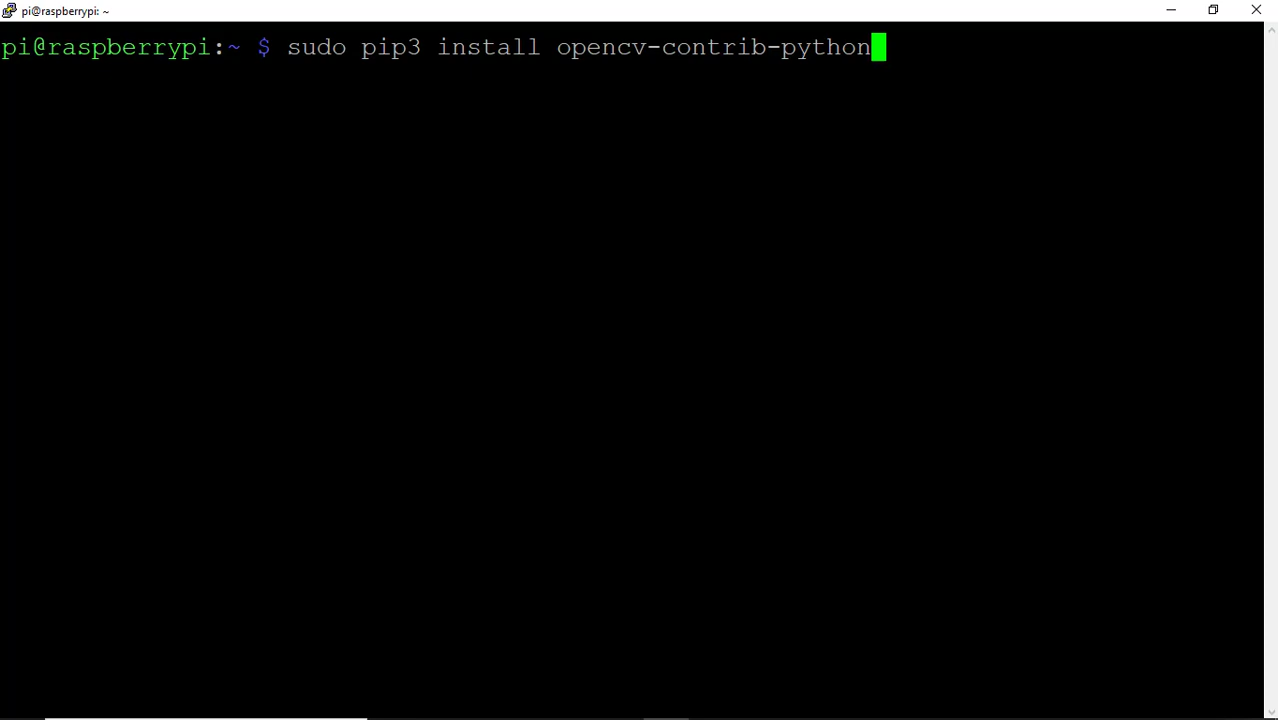 pi@raspberrypi: ~
pi@raspberrypi:~ $ sudo pip3 install opencv-contrib-python